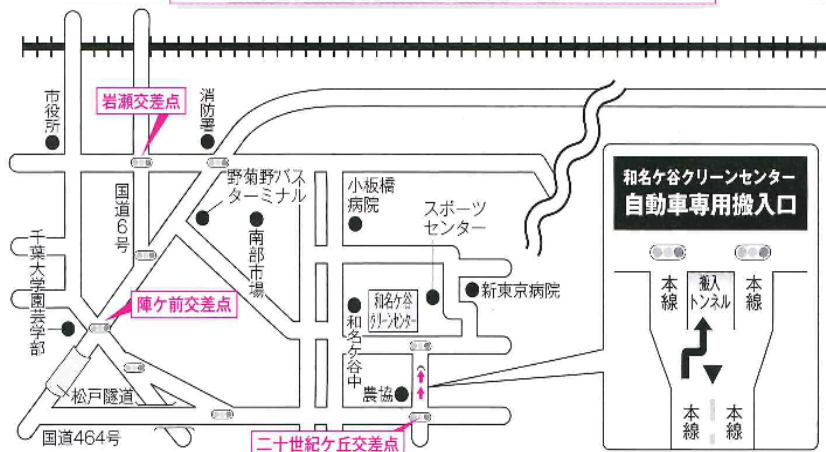 市役所
岩瀬交差点
消防署
国道6号
野菊野バス
ターミナル
南部市場
小板橋
病院
スポーツ
センター
新東京病院
千葉大学園芸学部
陣ケ前交差点
和名ケ谷
クリーンセンター
和名ケ谷中
農協
松戸隧道
国道464号
二十世紀ケ丘交差点
和名ケ谷クリーンセンター
自動車専用搬入口
本線
搬入
トンネル
本線
本線
本線